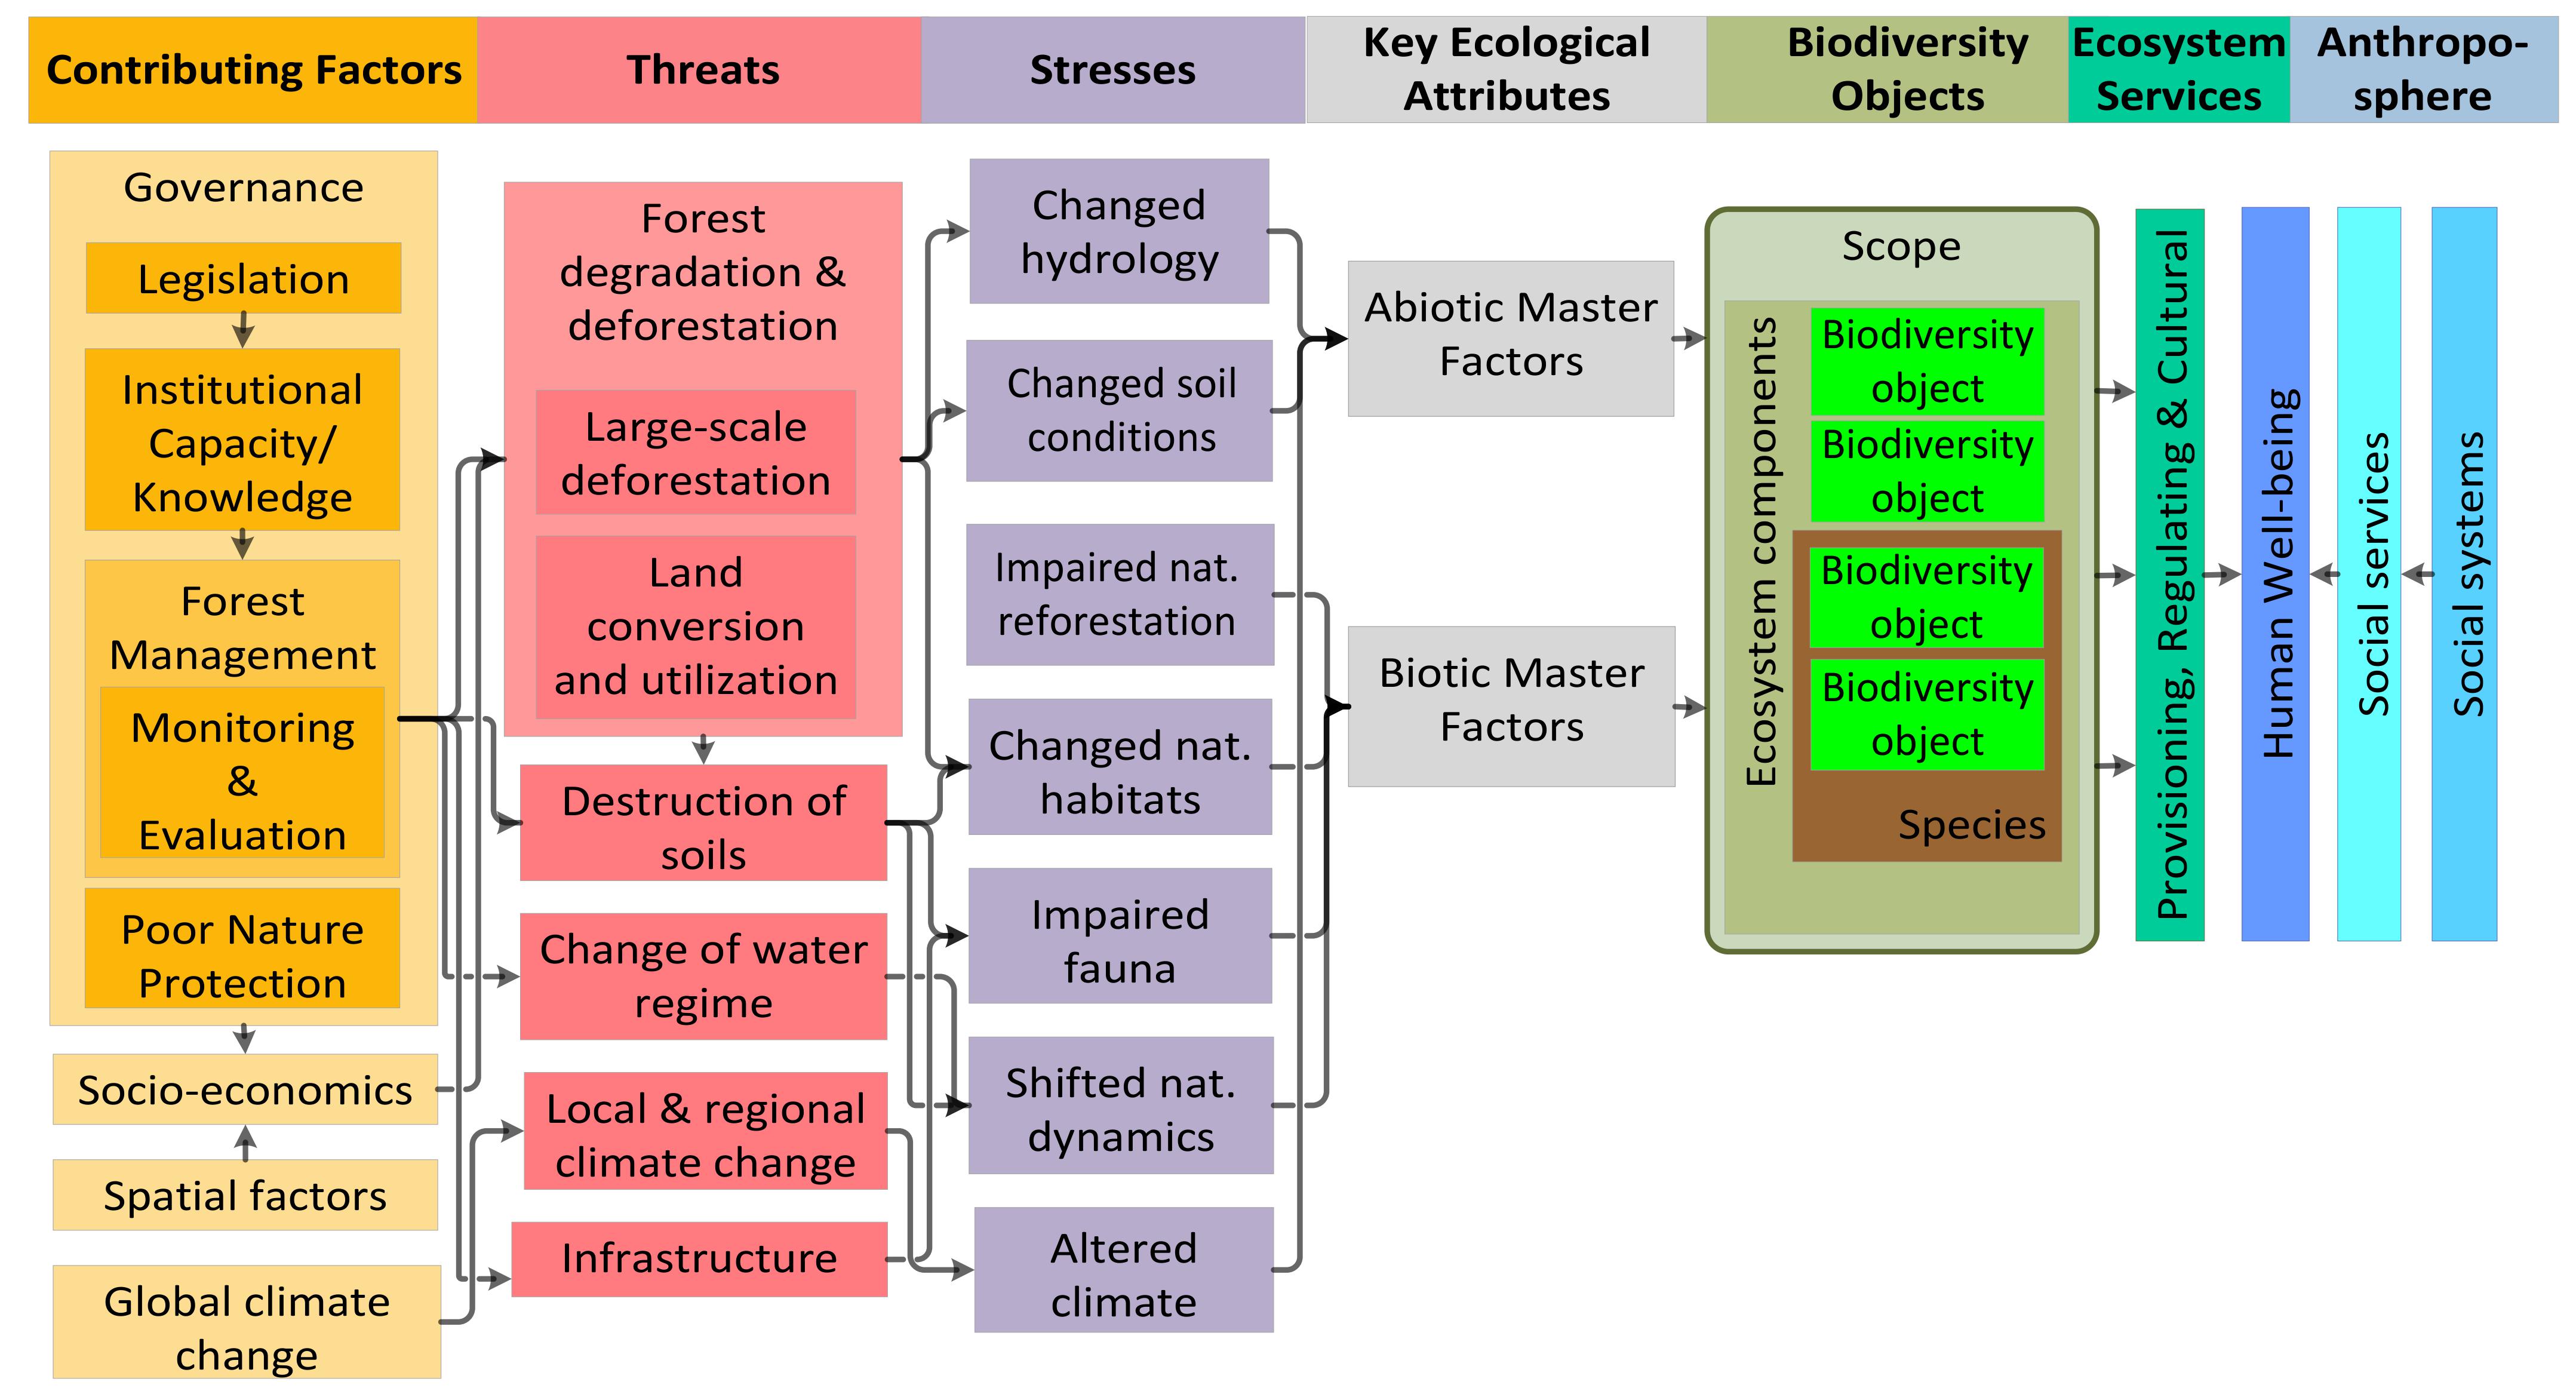 Contributing Factors
Threats
Stresses
Key Ecological
Attributes
Biodiversity
Objects
Ecosystem
Services
Anthropo-
sphere
Governance
Legislation
Institutional
Capacity/
Knowledge
Forest
Management
Monitoring
&
Evaluation
Poor Nature
Protection
Socio-economics
Spatial factors
Global climate
change
Forest
degradation &
deforestation
Large-scale
deforestation
Land
conversion
and utilization
Destruction of
soils
Change of water
regime
Local & regional
climate change
Infrastructure
Changed
hydrology
Changed soil
conditions
Impaired nat.
reforestation
Changed nat.
habitats
Impaired
fauna
Shifted nat.
dynamics
Altered
climate
Abiotic Master
Factors
Biotic Master
Factors
Scope
Ecosystem components
Biodiversity
object
Biodiversity
object
Biodiversity
object
Biodiversity
object
Species
Provisioning, Regulating & Cultural
Human Well-being
Social services
Social systems